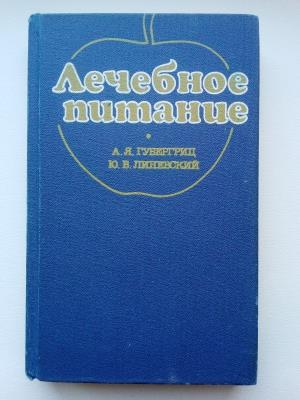 Лечебное
питание
А. Я. ГУБЕРГРИЦ
Ю. В. ЛИНЕВСКИЙ